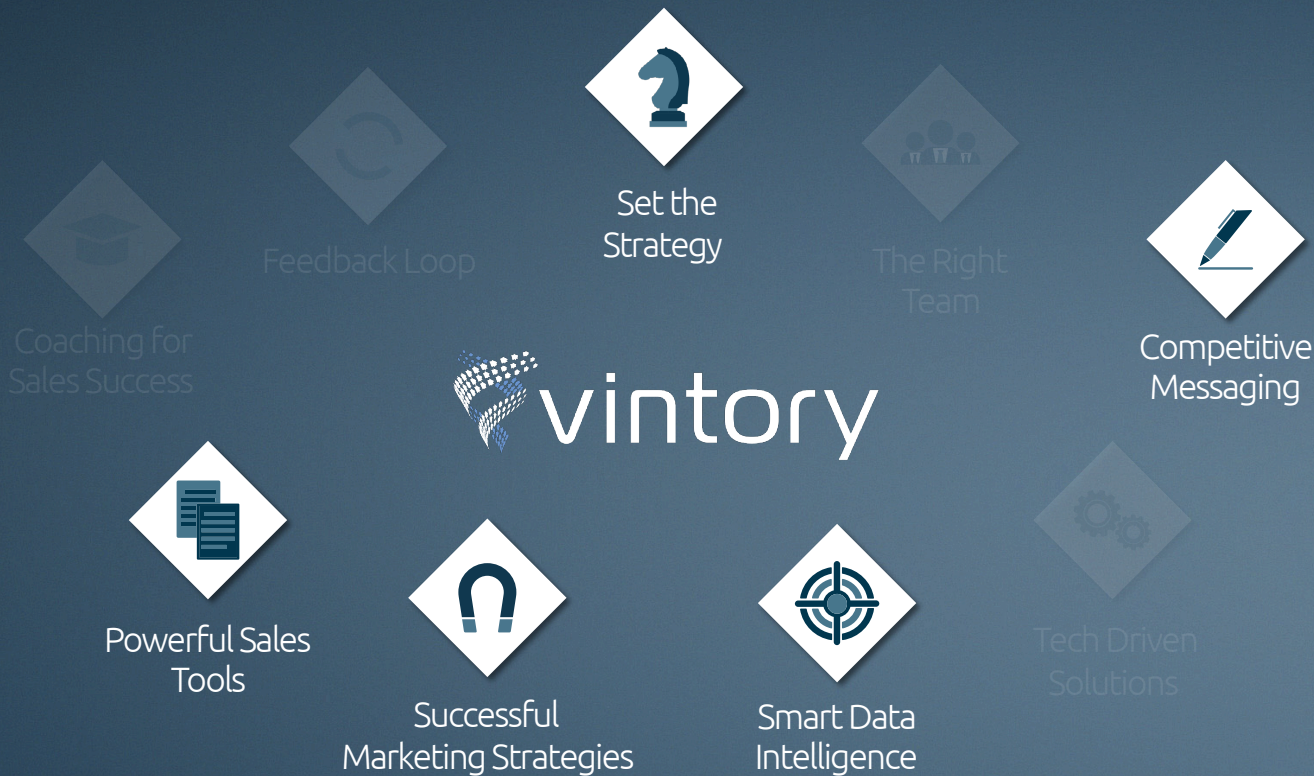 Set the
Strategy
Feedback Loop
The Right
Team
Coaching for
Sales Success
Competitive
Messaging
vintory
Powerful Sales
Tools
Tech Driven
Solutions
Successful
Marketing Strategies
Smart Data
Intelligence